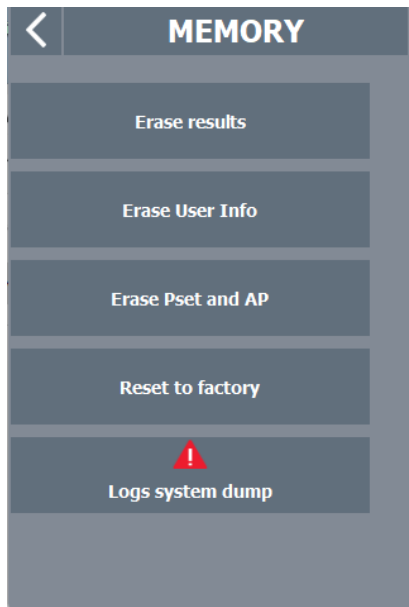 MEMORY
Erase results
Erase User Info
Erase Pset and AP
Reset to factory
Logs system dump